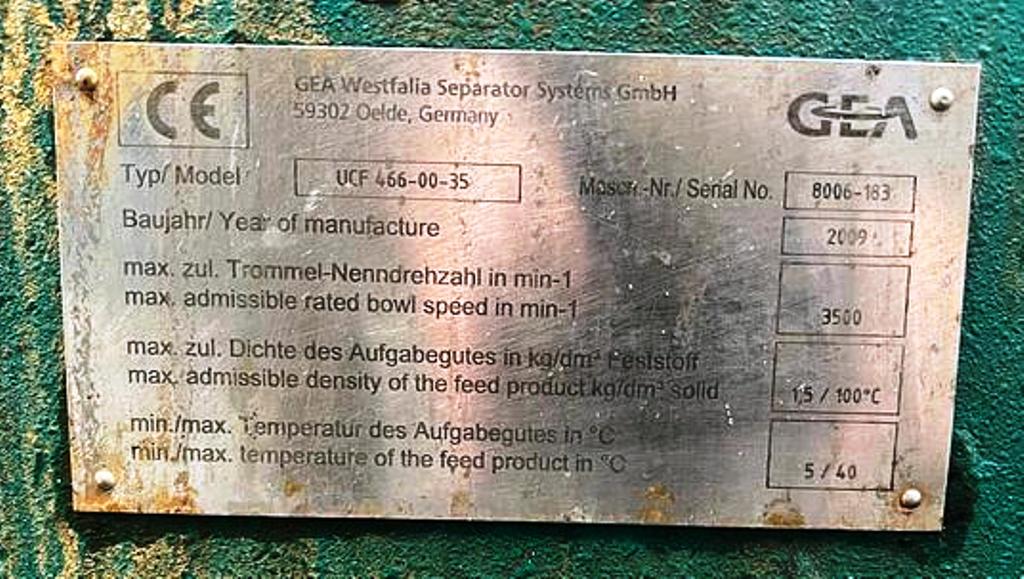 CE
GEA Westfalia Separator Systems GmbH
59302 Oelde, Germany
GEA
Typ/ Model UCF 466-00-35 Masch.-Nr./ Serial No. 8006-183
Baujahr/ Year of manufacture 2009
max. zul. Trommel-Nenndrehzahl in min-1
max. admissible rated bowl speed in min-1 3500
max. zul. Dichte des Aufgabegutes in kg/dm³ Feststoff
max. admissible density of the feed product kg/dm³ solid 1,5 / 100°C
min./max. Temperatur des Aufgabegutes in °C
min./max. temperature of the feed product in °C 5 / 40